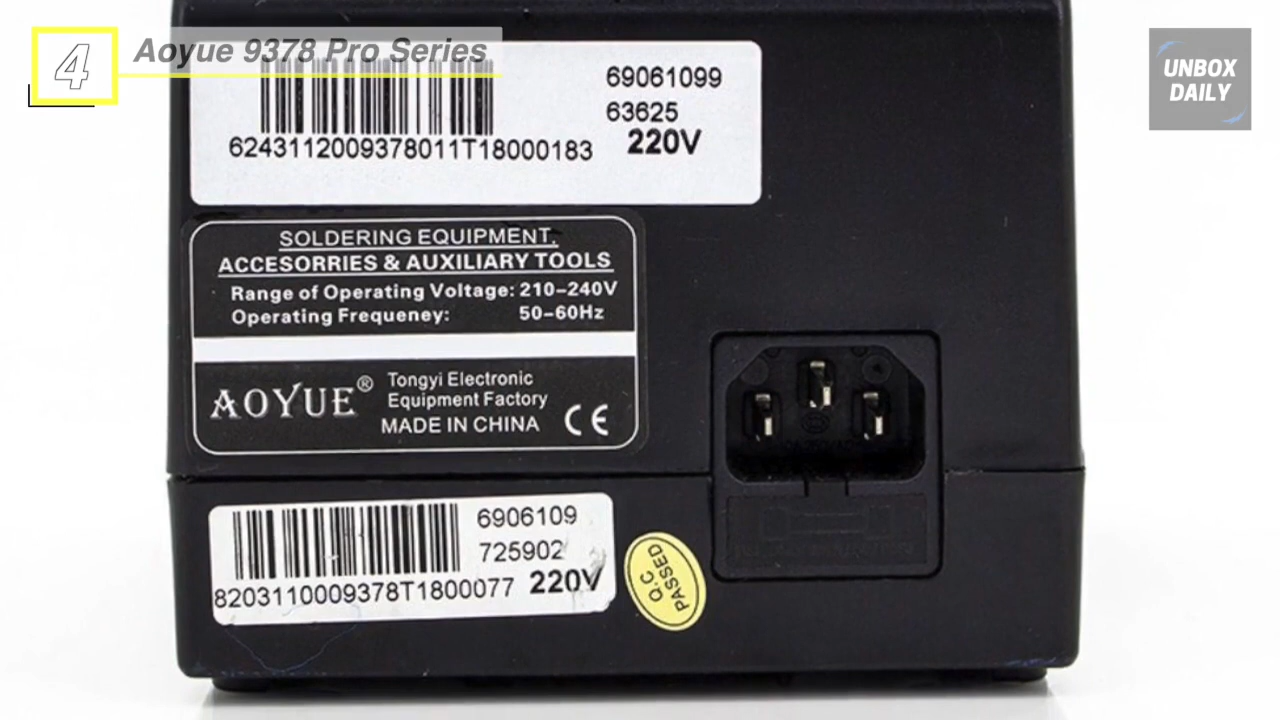 4
Aoyue 9378 Pro Series
UNBOX
DAILY
69061099
63625
220V
6243112009378011T18000183
SOLDERING EQUIPMENT.
ACCESORRIES & AUXILIARY TOOLS
Range of Operating Voltage: 210-240V
Operating Frequeney: 50-60Hz
AOYUE®
Tongyi Electronic
Equipment Factory
MADE IN CHINA CE
6906109
725902
8203110009378T1800077 220V
Q.C
PASSED